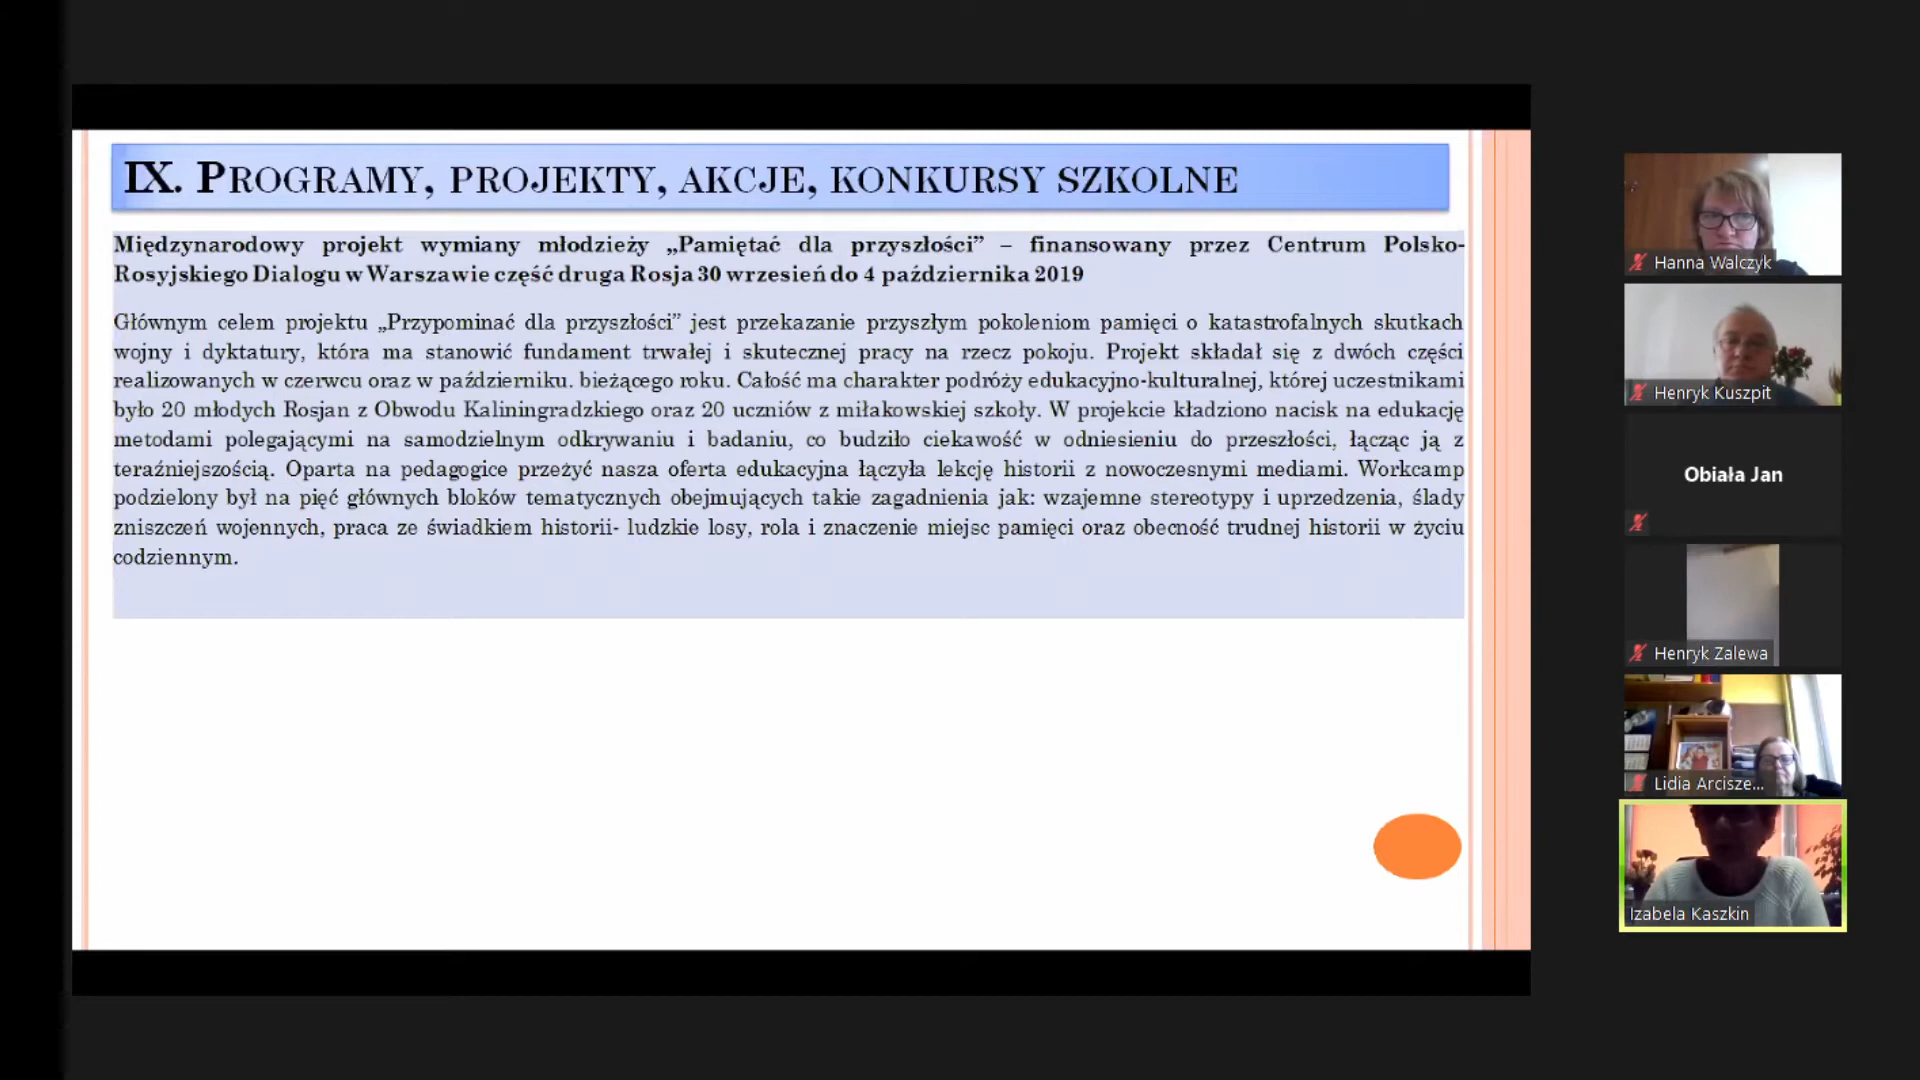 IX. PROGRAMY, PROJEKTY, AKCJE, KONKURSY SZKOLNE
Międzynarodowy projekt wymiany młodzieży „Pamiętać dla przyszłości” – finansowany przez Centrum Polsko-
Rosyjskiego Dialogu w Warszawie część druga Rosja 30 wrzesień do 4 października 2019
Głównym celem projektu „Przypominać dla przyszłości” jest przekazanie przyszłym pokoleniom pamięci o katastrofalnych skutkach
wojny i dyktatury, która ma stanowić fundament trwałej i skutecznej pracy na rzecz pokoju. Projekt składał się z dwóch części
realizowanych w czerwcu oraz w październiku. bieżącego roku. Całość ma charakter podróży edukacyjno-kulturalnej, której uczestnikami
było 20 młodych Rosjan z Obwodu Kaliningradzkiego oraz 20 uczniów z miłakowskiej szkoły. W projekcie kładziono nacisk na edukację
metodami polegającymi na samodzielnym odkrywaniu i badaniu, co budziło ciekawość w odniesieniu do przeszłości, łącząc ją z
teraźniejszością. Oparta na pedagogice przeżyć nasza oferta edukacyjna łączyła lekcję historii z nowoczesnymi mediami. Workcamp
podzielony był na pięć głównych bloków tematycznych obejmujących takie zagadnienia jak: wzajemne stereotypy i uprzedzenia, ślady
zniszczeń wojennych, praca ze świadkiem historii- ludzkie losy, rola i znaczenie miejsc pamięci oraz obecność trudnej historii w życiu
codziennym.
Hanna Walczyk
Henryk Kuszpit
Obiała Jan
Henryk Zalewa
Lidia Arcisze...
Izabela Kaszkin